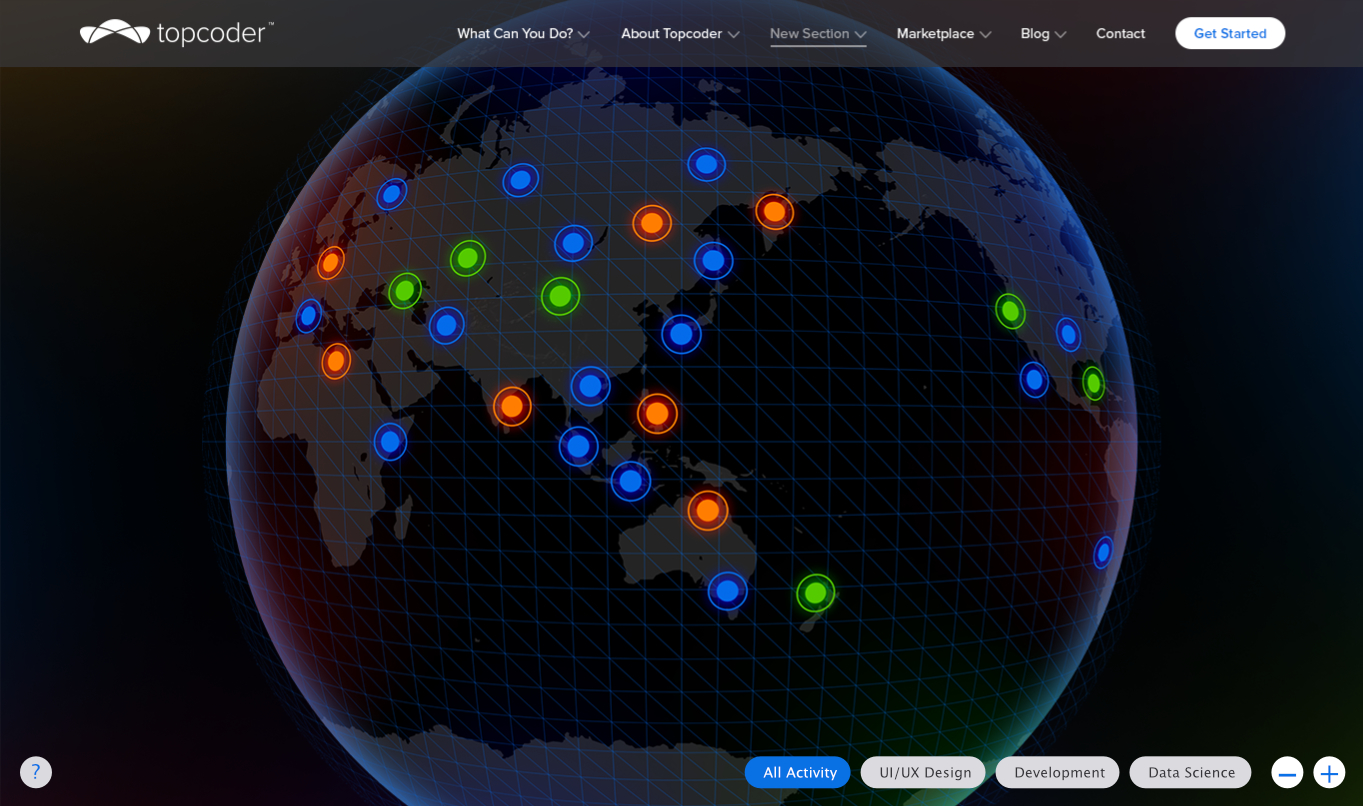 topcoder™
What Can You Do? About Topcoder New Section Marketplace Blog Contact Get Started
? All Activity UI/UX Design Development Data Science − +